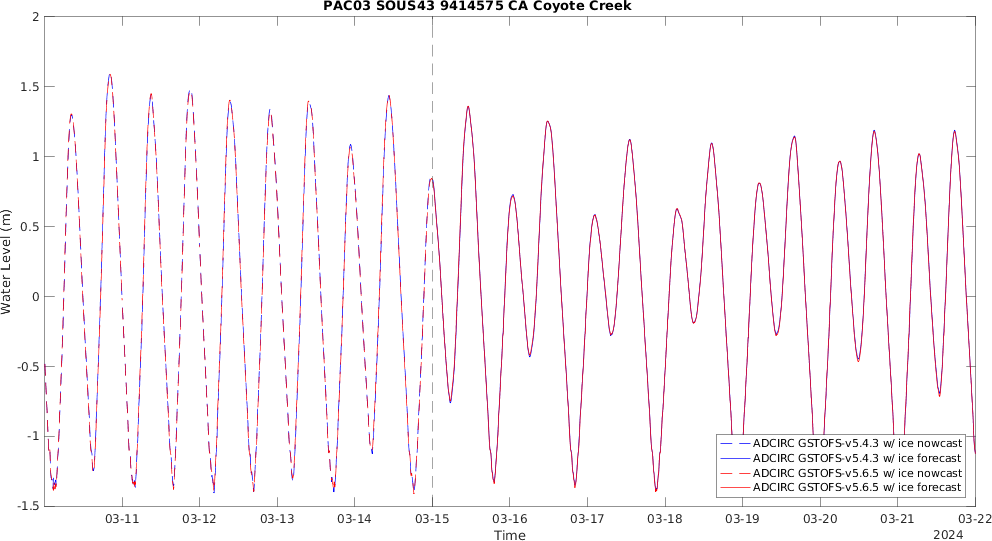 PAC03 SOUS43 9414575 CA Coyote Creek
2
1.5
1
0.5
0
-0.5
-1
-1.5
Water Level (m)
ADCIRC GSTOFS-v5.4.3 w/ ice nowcast
ADCIRC GSTOFS-v5.4.3 w/ ice forecast
ADCIRC GSTOFS-v5.6.5 w/ ice nowcast
ADCIRC GSTOFS-v5.6.5 w/ ice forecast
03-11 03-12 03-13 03-14 03-15 03-16 03-17 03-18 03-19 03-20 03-21 03-22
Time
2024